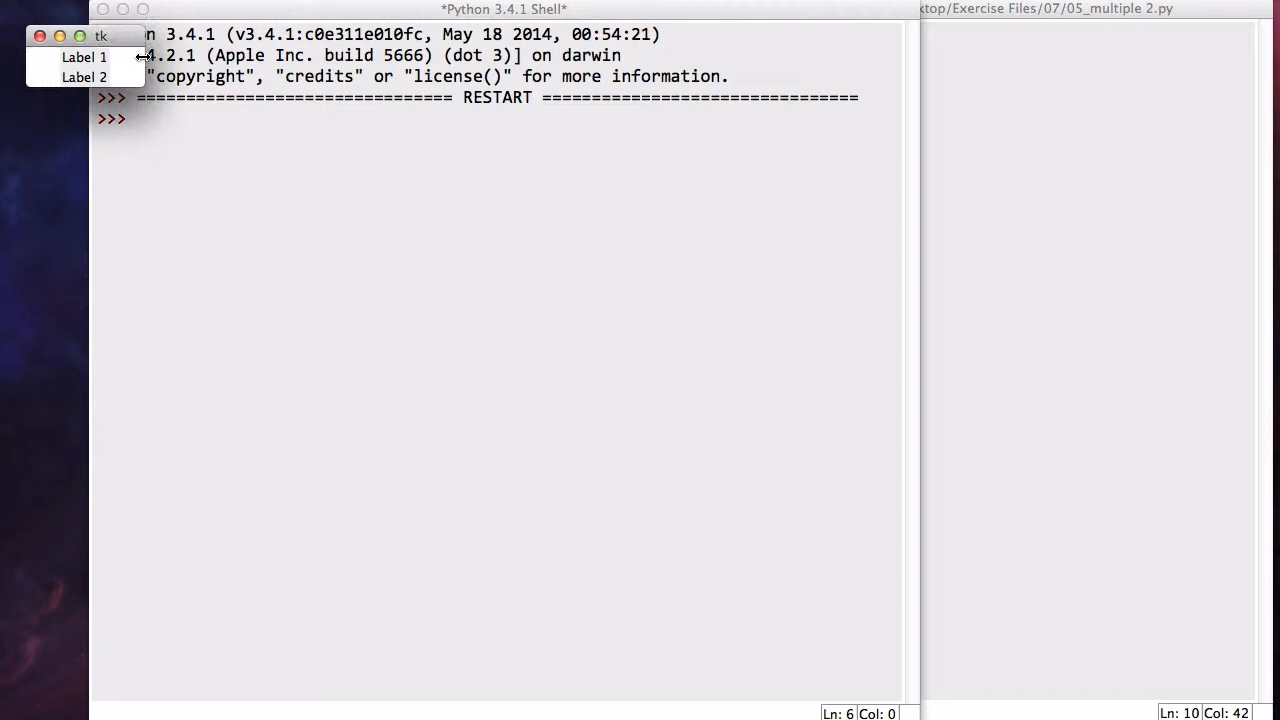 *Python 3.4.1 Shell*
ktop/Exercise Files/07/05_multiple 2.py
tk
Label 1
Label 2
n 3.4.1 (v3.4.1:c0e311e010fc, May 18 2014, 00:54:21)
4.2.1 (Apple Inc. build 5666) (dot 3)] on darwin
"copyright", "credits" or "license()" for more information.
>>> ================================ RESTART ================================
>>>
Ln: 6 Col: 0
Ln: 10 Col: 42